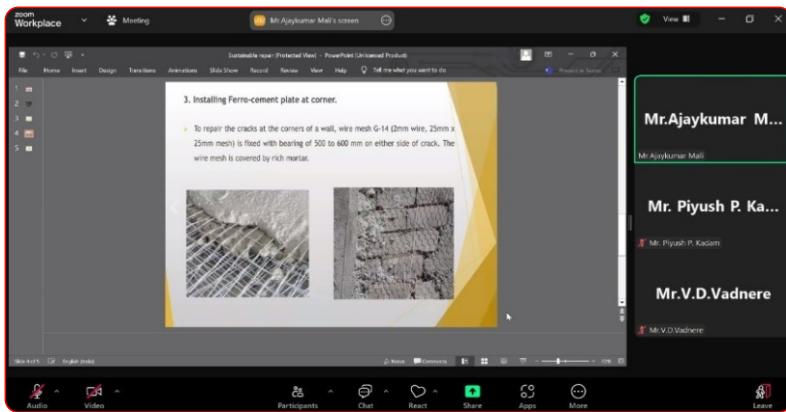 zoom
Workplace
Meeting
Mr.Ajaykumar Mali's screen
View
Sustainable repair [Protected View] - PowerPoint (Unlicensed Product)
File Home Insert Design Transitions Animations Slide Show Record Review View Help Tell me what you want to do
1
2
3
4
5
3. Installing Ferro-cement plate at corner.
To repair the cracks at the corners of a wall, wire mesh G-14 (2mm wire, 25mm x
25mm mesh) is fixed with bearing of 500 to 600 mm on either side of crack. The
wire mesh is covered by rich mortar.
Slide 4 of 5 English (India) Notes Comments
Mr.Ajaykumar M...
Mr.Ajaykumar Mali
Mr. Piyush P. Ka...
Mr. Piyush P. Kadam
Mr.V.D.Vadnere
Mr.V.D.Vadnere
Audio Video Participants Chat React Share Apps More Leave